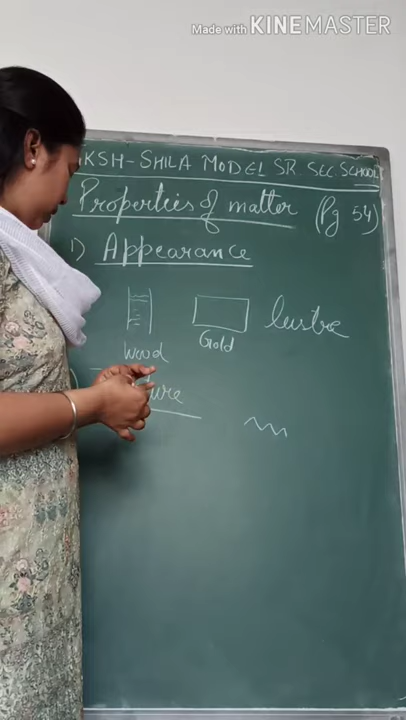 Made with KINEMASTER
KSH-SHILA MODEL SR. SEC SCHOOL
Properties of matter (Pg 54)
1) Appearance
Wood Gold lustre